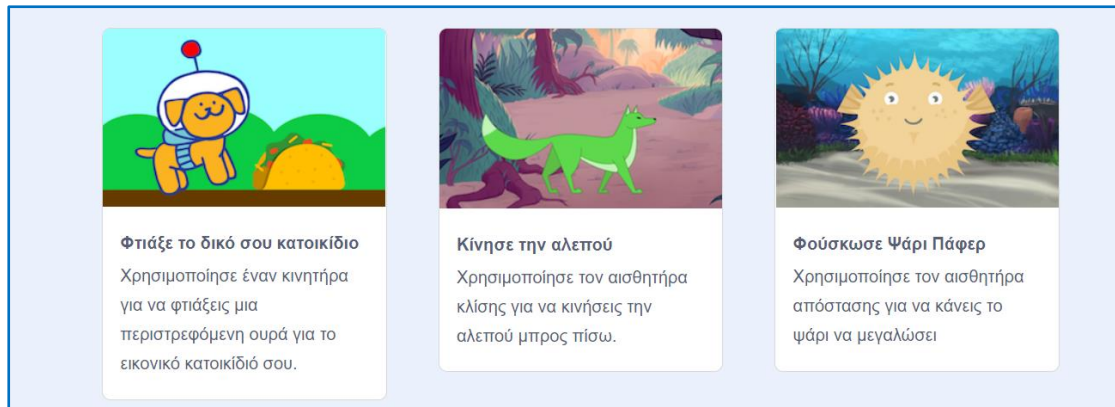 Φτιάξε το δικό σου κατοικίδιο
Χρησιμοποίησε έναν κινητήρα
για να φτιάξεις μια
περιστρεφόμενη ουρά για το
εικονικό κατοικίδιό σου.
Κίνησε την αλεπού
Χρησιμοποίησε τον αισθητήρα
κλίσης για να κινήσεις την
αλεπού μπρος πίσω.
Φούσκωσε Ψάρι Πάφερ
Χρησιμοποίησε τον αισθητήρα
απόστασης για να κάνεις το
ψάρι να μεγαλώσει